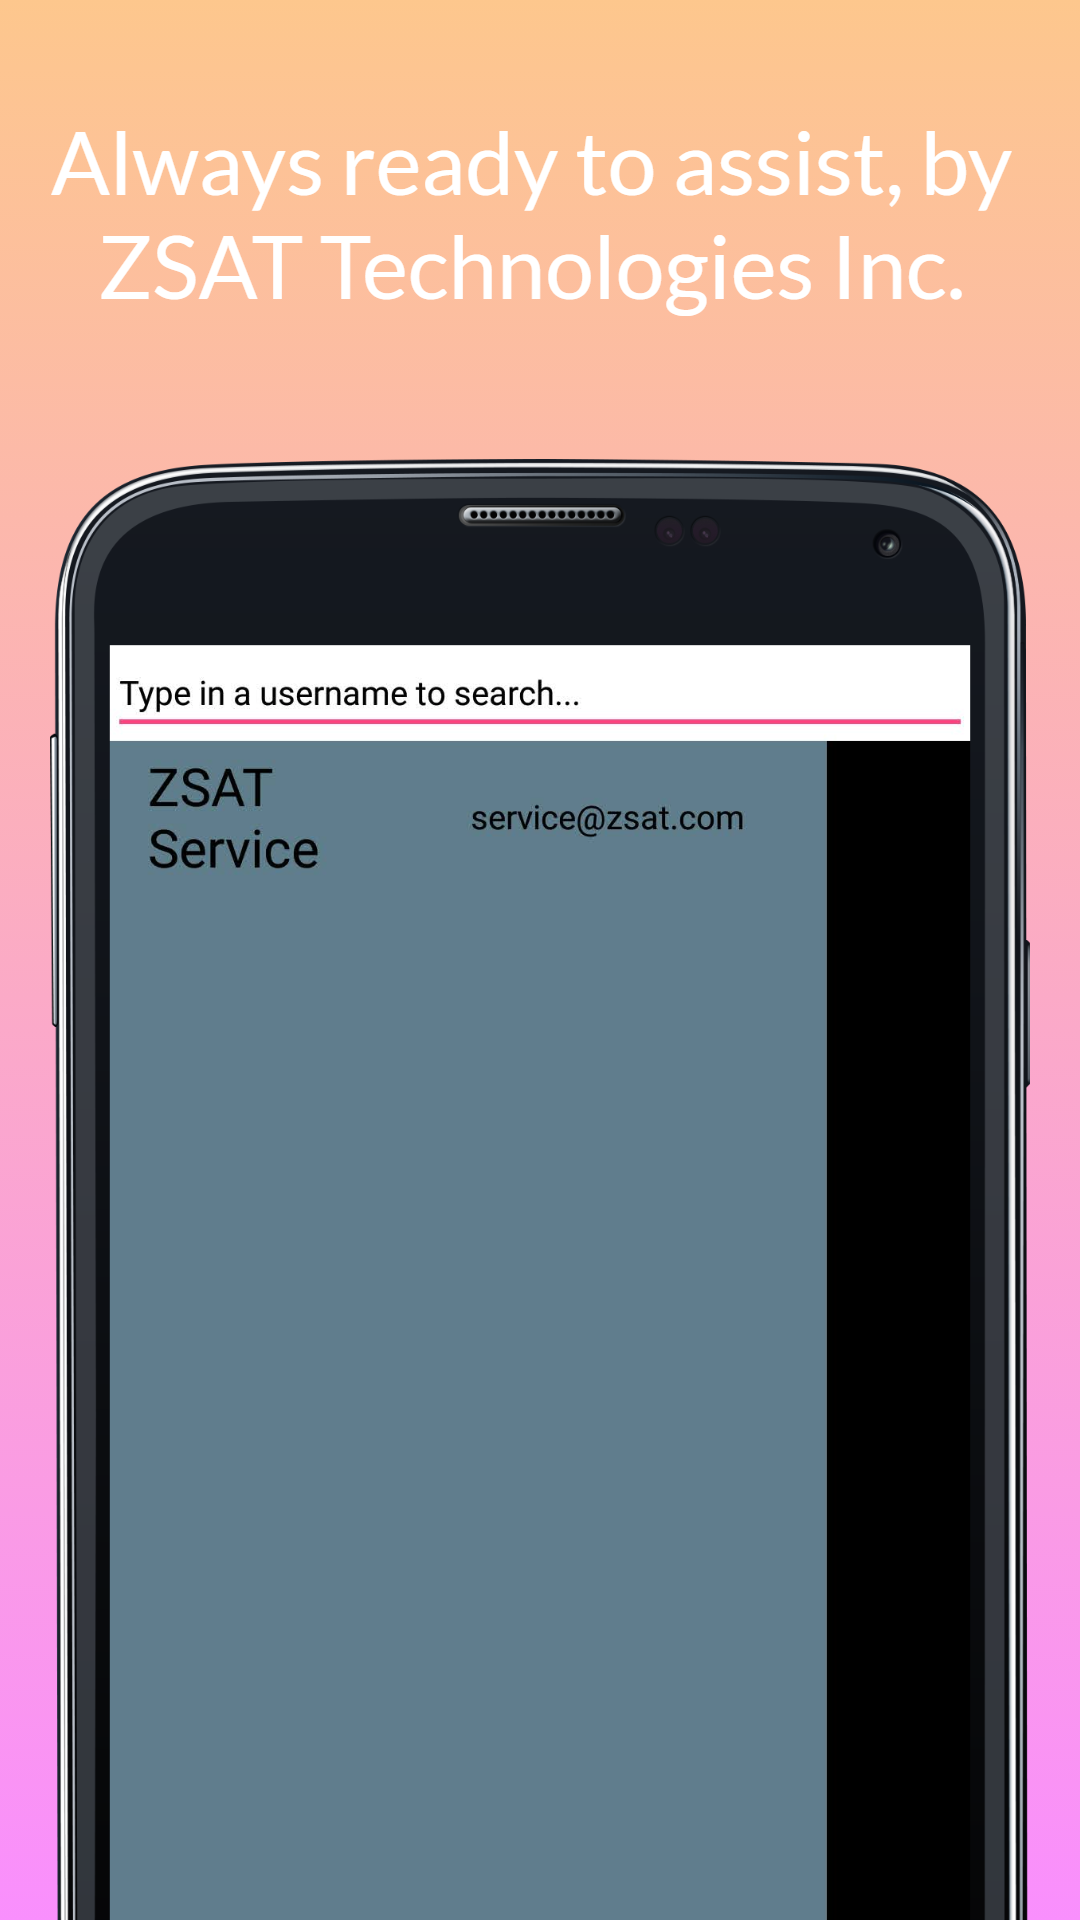 Always ready to assist, by
ZSAT Technologies Inc.
Type in a username to search...
ZSAT
Service
service@zsat.com